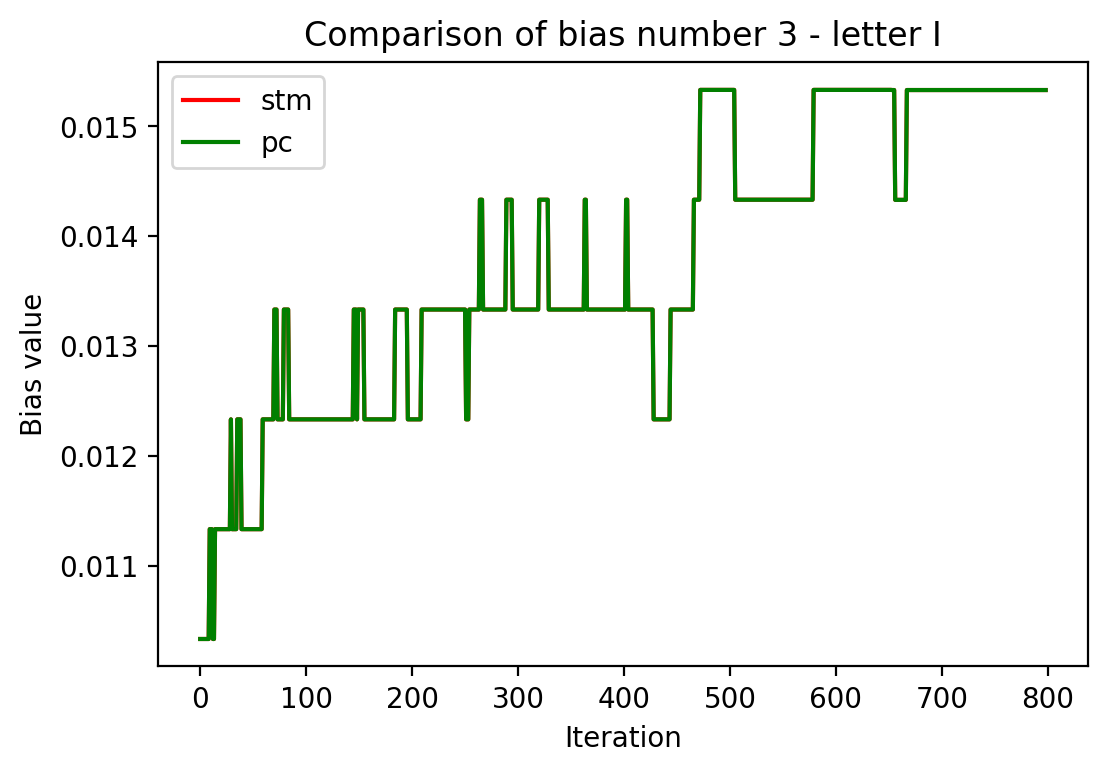 Comparison of bias number 3 - letter I
stm
pc
0.015
0.014
0.013
0.012
0.011
Bias value
0 100 200 300 400 500 600 700 800
Iteration